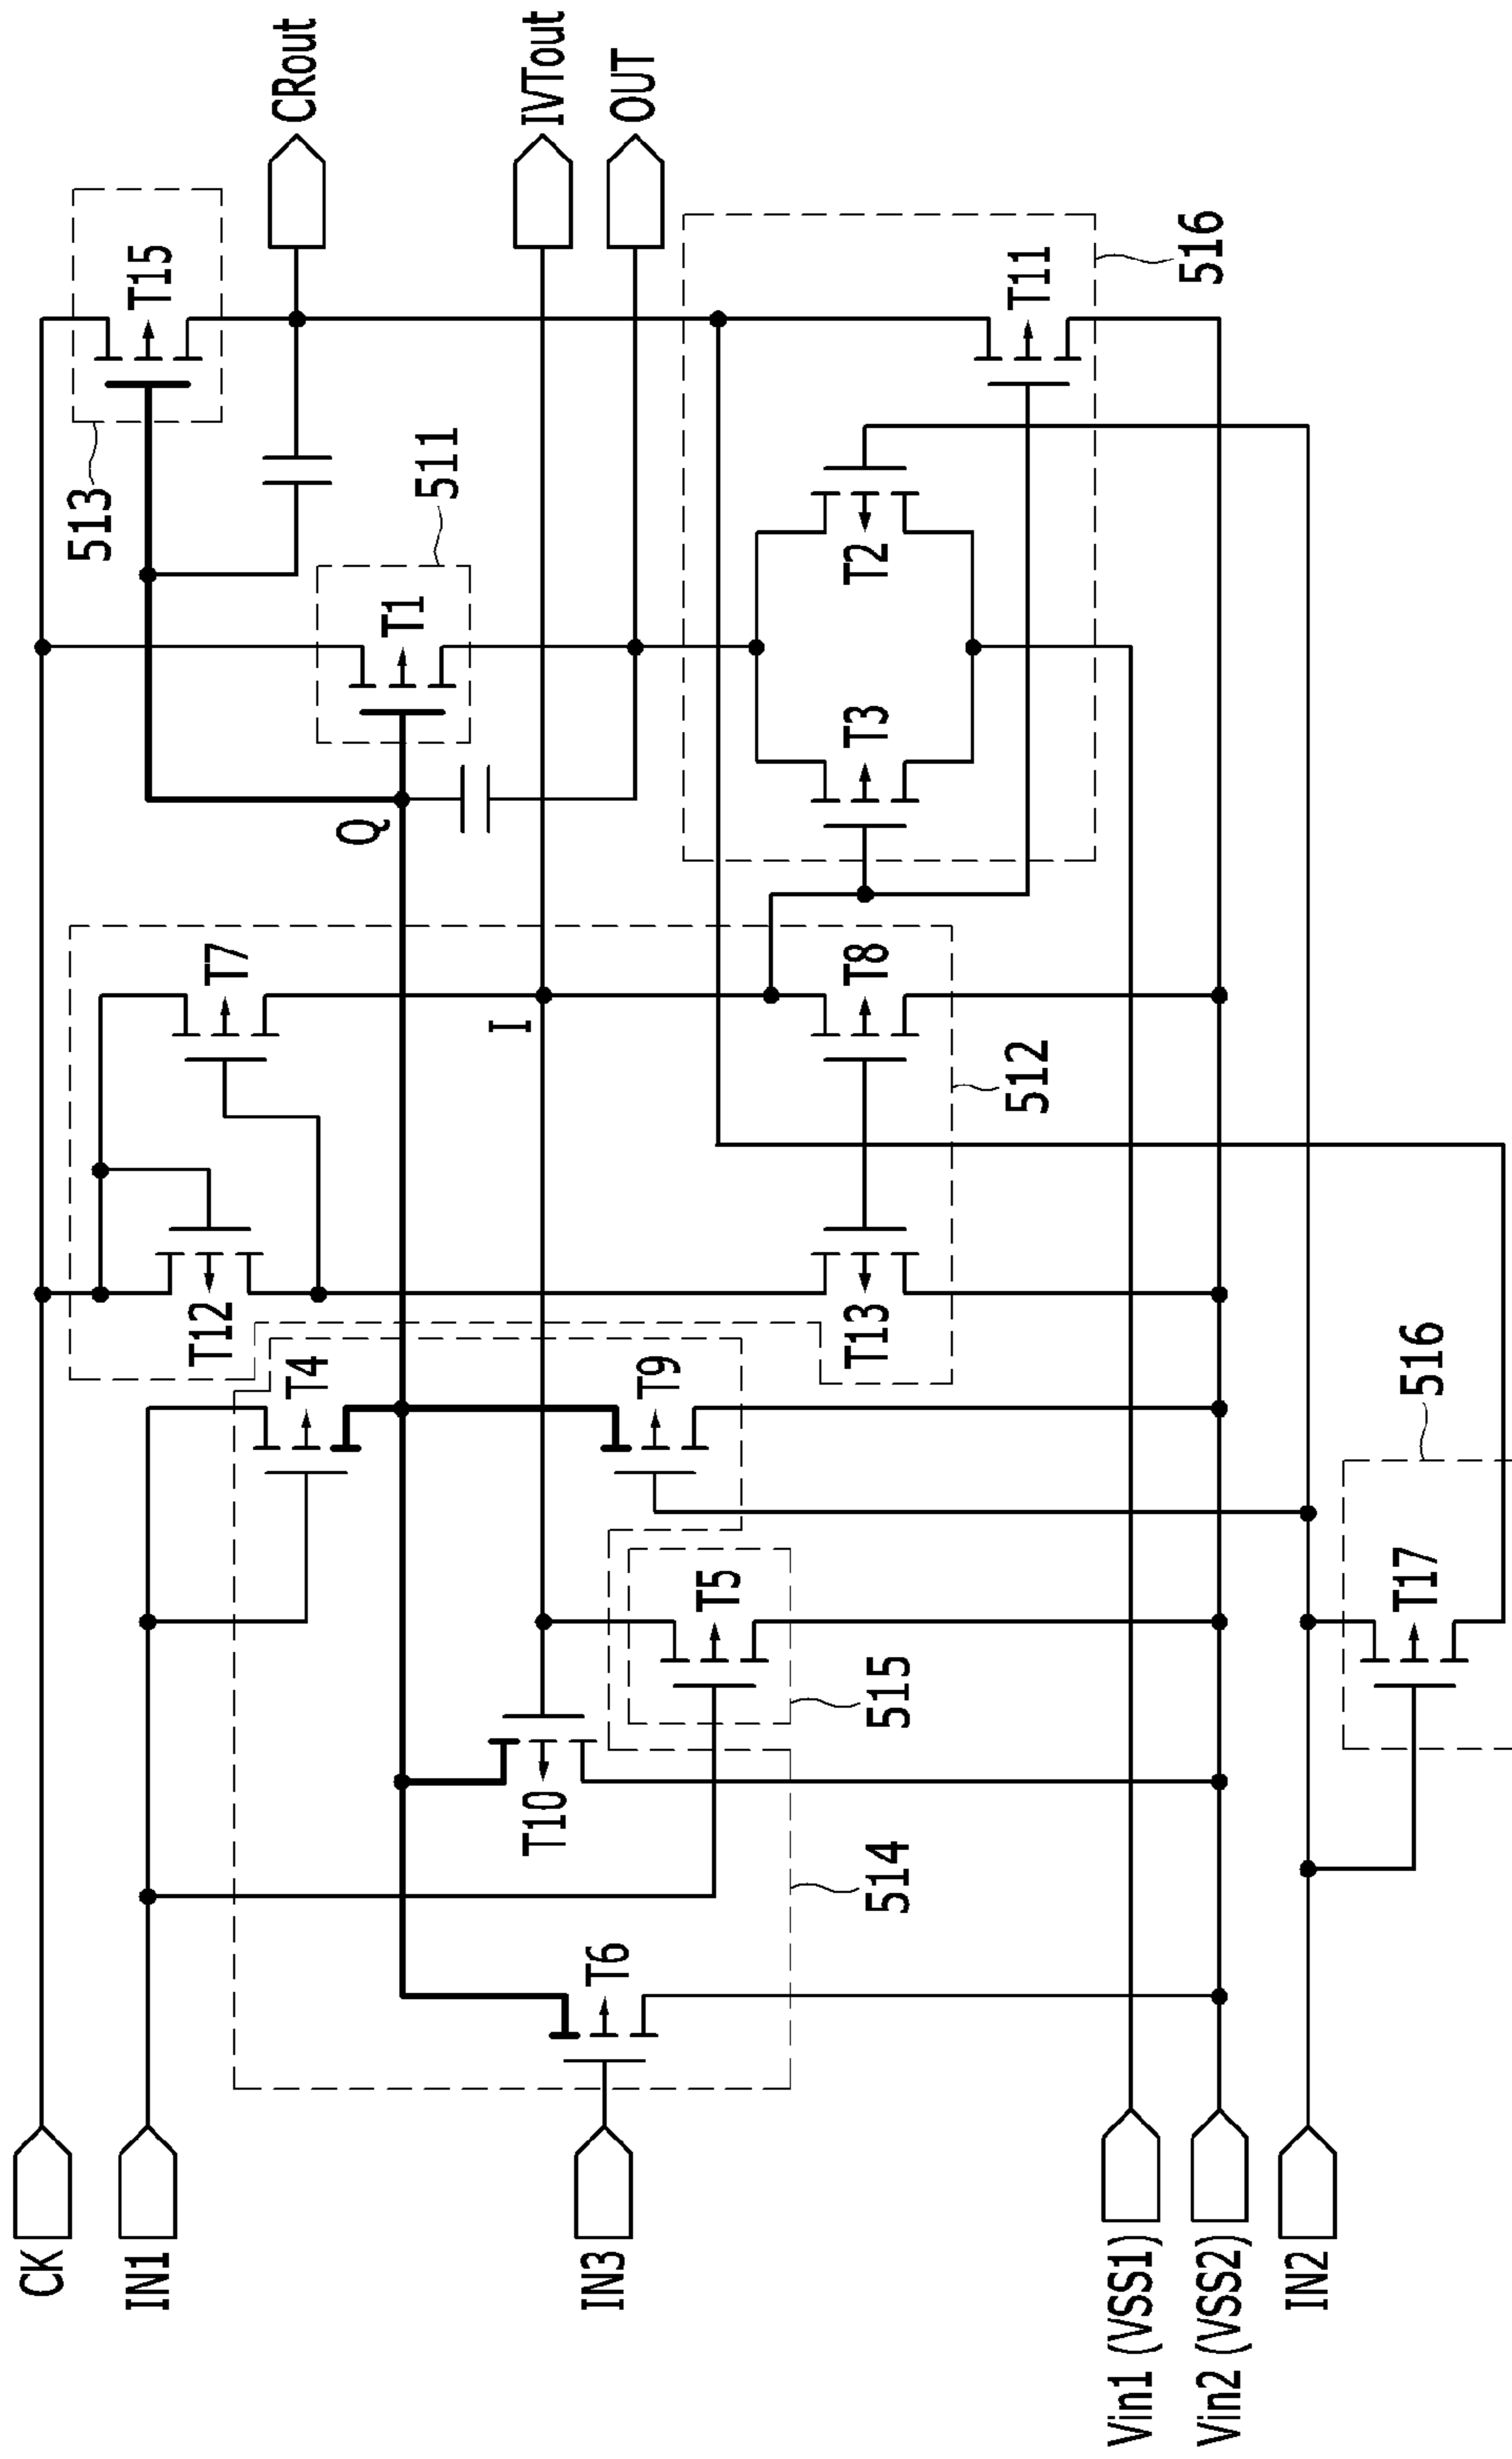 CK
IN1
IN3
Vin1 (VSS1)
Vin2 (VSS2)
IN2
T6
514
T10
T5
515
T17
516
T4
T9
T12
T13
T7
I
T8
512
Q
T1
511
T3
T2
T15
513
T11
516
CRout
IVTout
OUT